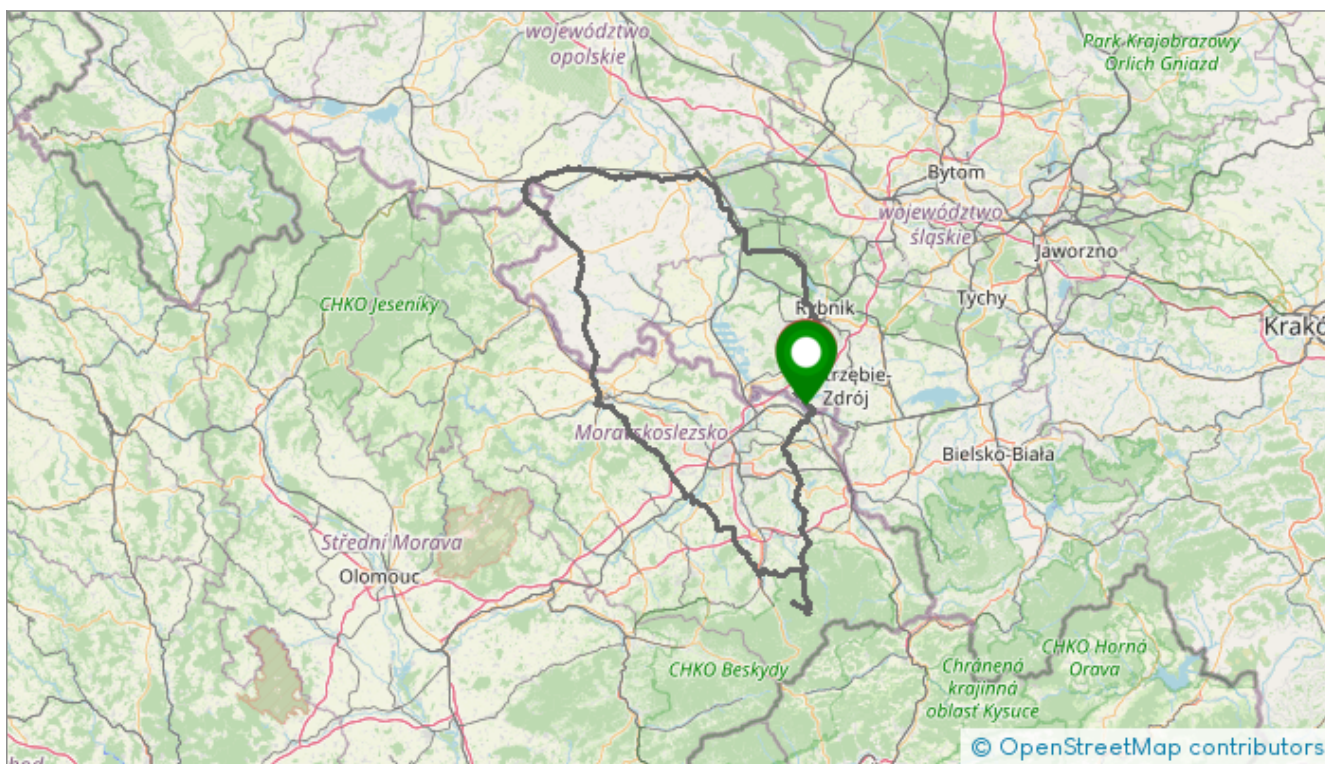 województwo
opolskie
Park Krajobrazowy
Orlich Gniazd
Bytom
województwo
śląskie
Jaworzno
CHKO Jeseníky
Tychy
Rybnik
Krakó
trzębie-
Zdrój
Moravskoslezsko
Bielsko-Biała
Střední Morava
Olomouc
CHKO Beskydy
CHKO Horná
Orava
Chránená
krajinná
oblasť Kysuce
© OpenStreetMap contributors